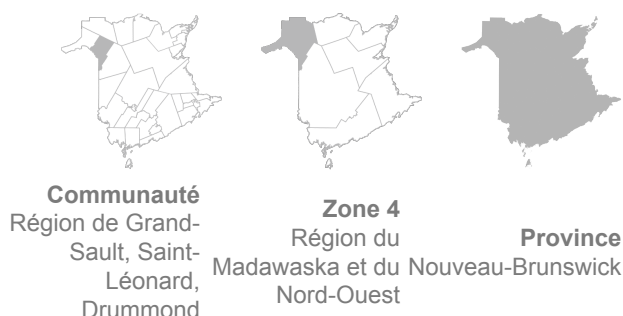 Communauté
Région de Grand-
Sault, Saint-
Léonard,
Drummond
Zone 4
Région du
Madawaska et du
Nord-Ouest
Province
Nouveau-Brunswick